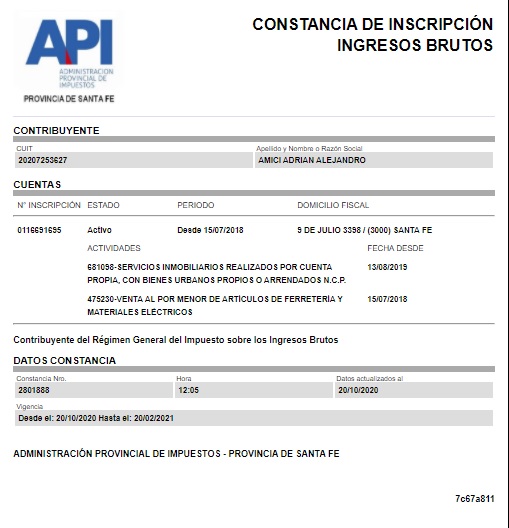 API
ADMINISTRACION
PROVINCIAL DE
IMPUESTOS
PROVINCIA DE SANTA FE
CONSTANCIA DE INSCRIPCIÓN
INGRESOS BRUTOS
CONTRIBUYENTE
CUIT Apellido y Nombre o Razón Social
20207253627 AMICI ADRIAN ALEJANDRO
CUENTAS
N° INSCRIPCIÓN ESTADO PERIODO DOMICILIO FISCAL
0116691695 Activo Desde 15/07/2018 9 DE JULIO 3398 / (3000) SANTA FE
ACTIVIDADES FECHA DESDE
681098-SERVICIOS INMOBILIARIOS REALIZADOS POR CUENTA 13/08/2019
PROPIA, CON BIENES URBANOS PROPIOS O ARRENDADOS N.C.P.
475230-VENTA AL POR MENOR DE ARTÍCULOS DE FERRETERÍA Y 15/07/2018
MATERIALES ELÉCTRICOS
Contribuyente del Régimen General del Impuesto sobre los Ingresos Brutos
DATOS CONSTANCIA
Constancia Nro. Hora Datos actualizados al
2801888 12:05 20/10/2020
Vigencia
Desde el: 20/10/2020 Hasta el: 20/02/2021
ADMINISTRACIÓN PROVINCIAL DE IMPUESTOS - PROVINCIA DE SANTA FE
7c67a811